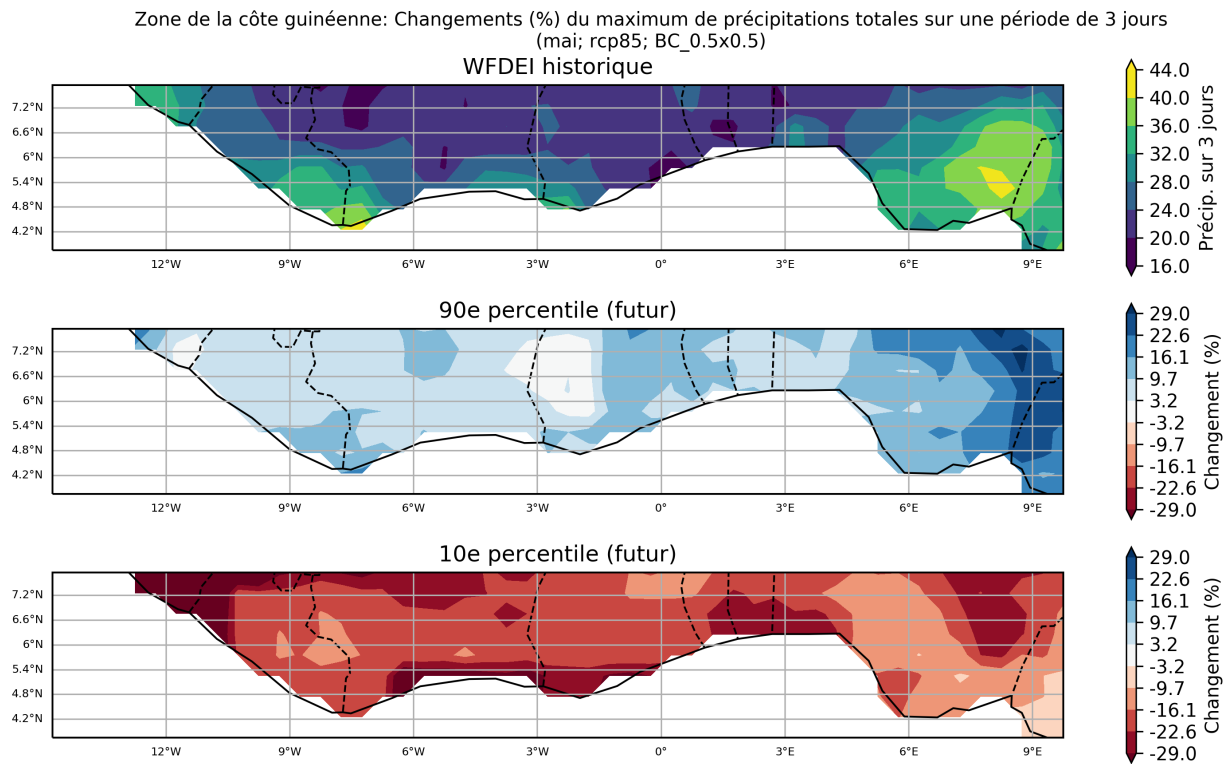 Zone de la côte guinéenne: Changements (%) du maximum de précipitations totales sur une période de 3 jours
(mai; rcp85; BC_0.5x0.5)
WFDEI historique
7.2°N
6.6°N
6°N
5.4°N
4.8°N
4.2°N
12°W 9°W 6°W 3°W 0° 3°E 6°E 9°E
44.0
40.0
36.0
32.0
28.0
24.0
20.0
16.0
Précip. sur 3 jours
90e percentile (futur)
7.2°N
6.6°N
6°N
5.4°N
4.8°N
4.2°N
12°W 9°W 6°W 3°W 0° 3°E 6°E 9°E
29.0
22.6
16.1
9.7
3.2
-3.2
-9.7
-16.1
-22.6
-29.0
Changement (%)
10e percentile (futur)
7.2°N
6.6°N
6°N
5.4°N
4.8°N
4.2°N
12°W 9°W 6°W 3°W 0° 3°E 6°E 9°E
29.0
22.6
16.1
9.7
3.2
-3.2
-9.7
-16.1
-22.6
-29.0
Changement (%)